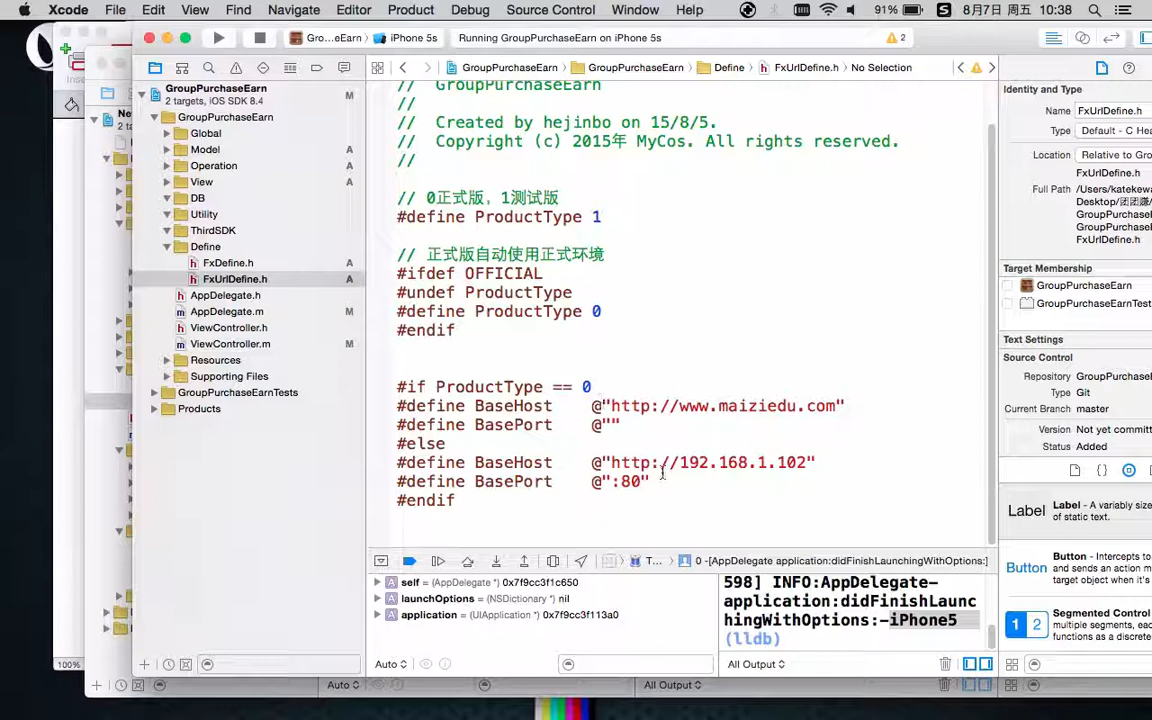 Xcode File Edit View Find Navigate Editor Product Debug Source Control Window Help 91% 8月7日 周五 10:38
Gro...eEarn iPhone 5s Running GroupPurchaseEarn on iPhone 5s 2
GroupPurchaseEarn GroupPurchaseEarn Define FxUrlDefine.h No Selection
GroupPurchaseEarn M
2 targets, iOS SDK 8.4
GroupPurchaseEarn
Global
Model A
Operation A
View A
DB
Utility
ThirdSDK
Define
FxDefine.h A
FxUrlDefine.h A
AppDelegate.h
AppDelegate.m M
ViewController.h
ViewController.m M
Resources
Supporting Files
GroupPurchaseEarnTests
Products
// GroupPurchaseEarn
//
// Created by hejinbo on 15/8/5.
// Copyright (c) 2015年 MyCos. All rights reserved.
//
// 0正式版，1测试版
#define ProductType 1
// 正式版自动使用正式环境
#ifdef OFFICIAL
#undef ProductType
#define ProductType 0
#endif
#if ProductType == 0
#define BaseHost @"http://www.maiziedu.com"
#define BasePort @""
#else
#define BaseHost @"http://192.168.1.102"
#define BasePort @":80"
#endif
T... 0 -[AppDelegate application:didFinishLaunchingWithOptions:]
self = (AppDelegate *) 0x7f9cc3f1c650
launchOptions = (NSDictionary *) nil
application = (UIApplication *) 0x7f9cc3f113a0
Auto
598] INFO:AppDelegate-
application:didFinishLaunc
hingWithOptions:-iPhone5
(lldb)
All Output
Identity and Type
Name FxUrlDefine.h
Type Default - C Hea
Location Relative to Gro
FxUrlDefine.h
Full Path /Users/katekewa
GroupPurchaseE
GroupPurchaseE
FxUrlDefine.h
Target Membership
GroupPurchaseEarn
GroupPurchaseEarnTest
Text Settings
Source Control
Repository GroupPurchaseE
Type Git
Current Branch master
Version Not yet committ
Status Added
Label
Label - A variably size
of static text.
Button
Button - Intercepts to
and sends an action m
target object when it's
1 2
Segmented Control
multiple segments, eac
functions as a discrete
100%
Auto
All Output